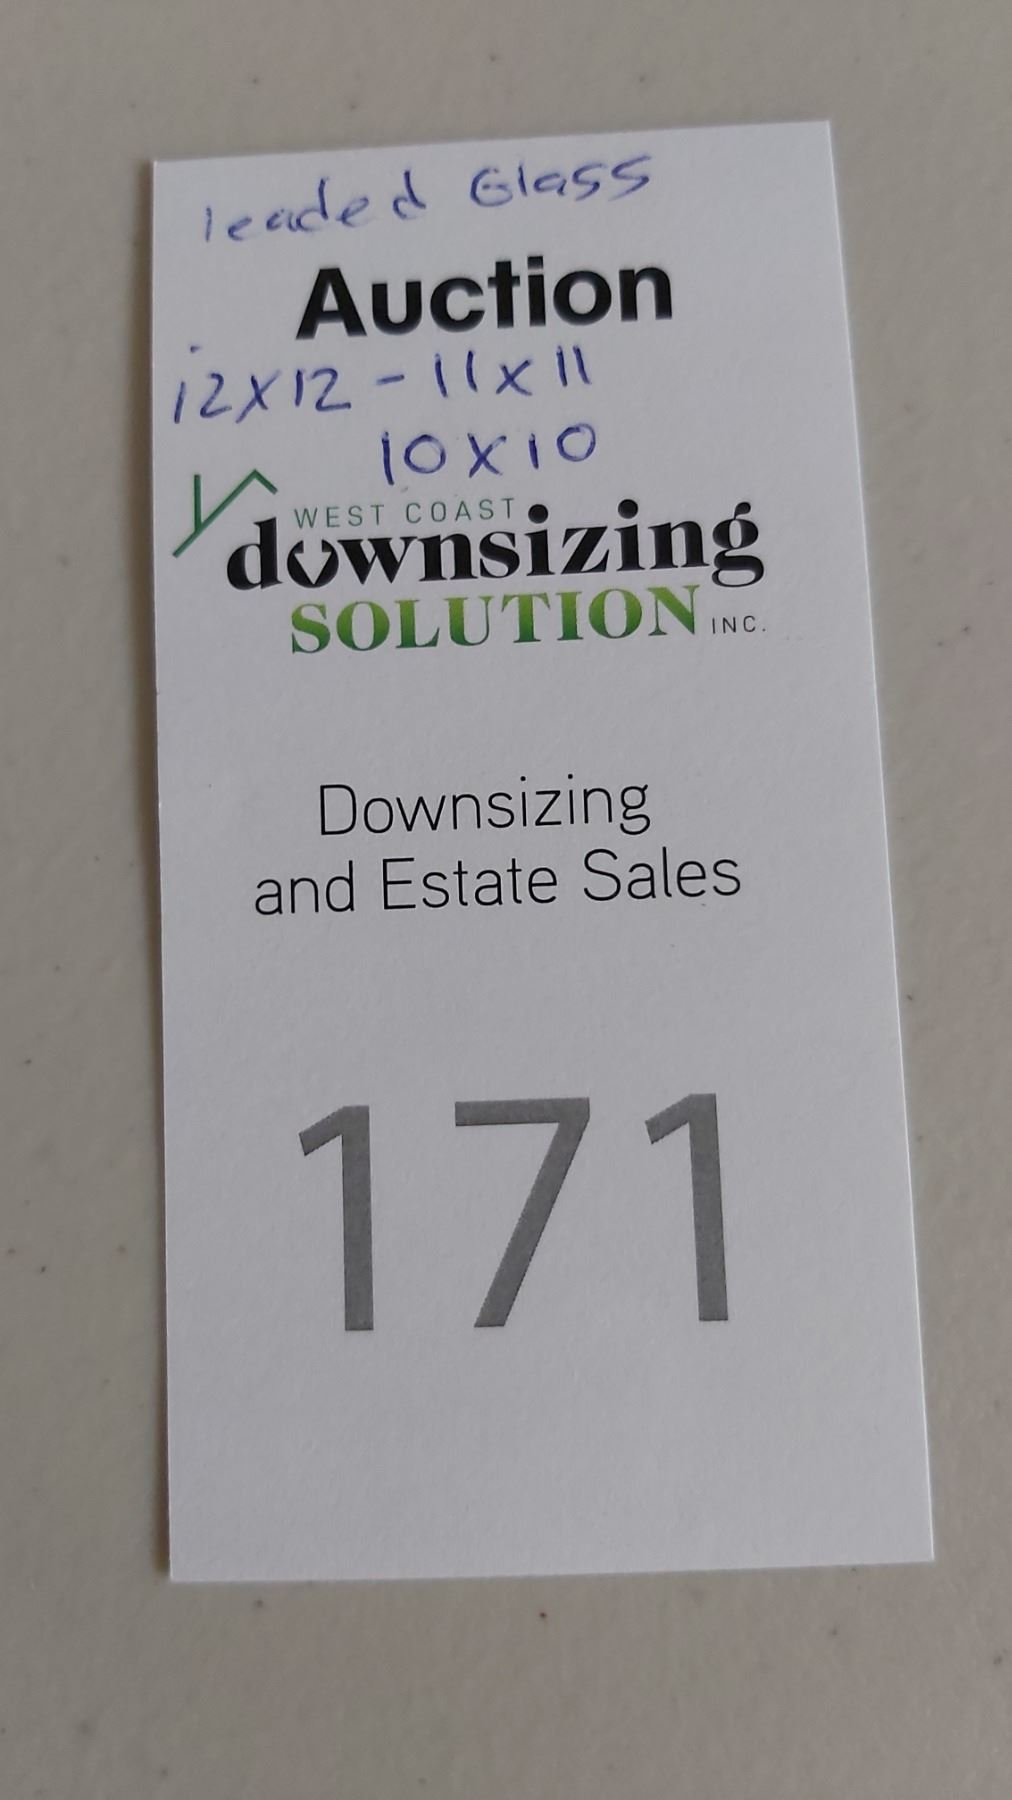 leaded Glass
Auction
12x12 - 11x11
10x10
WEST COAST
downsizing
SOLUTION INC.
Downsizing
and Estate Sales
171